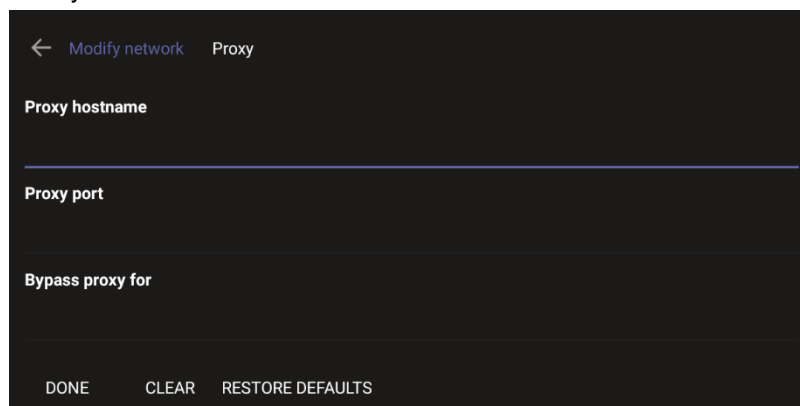 Modify network Proxy
Proxy hostname
Proxy port
Bypass proxy for
DONE CLEAR RESTORE DEFAULTS